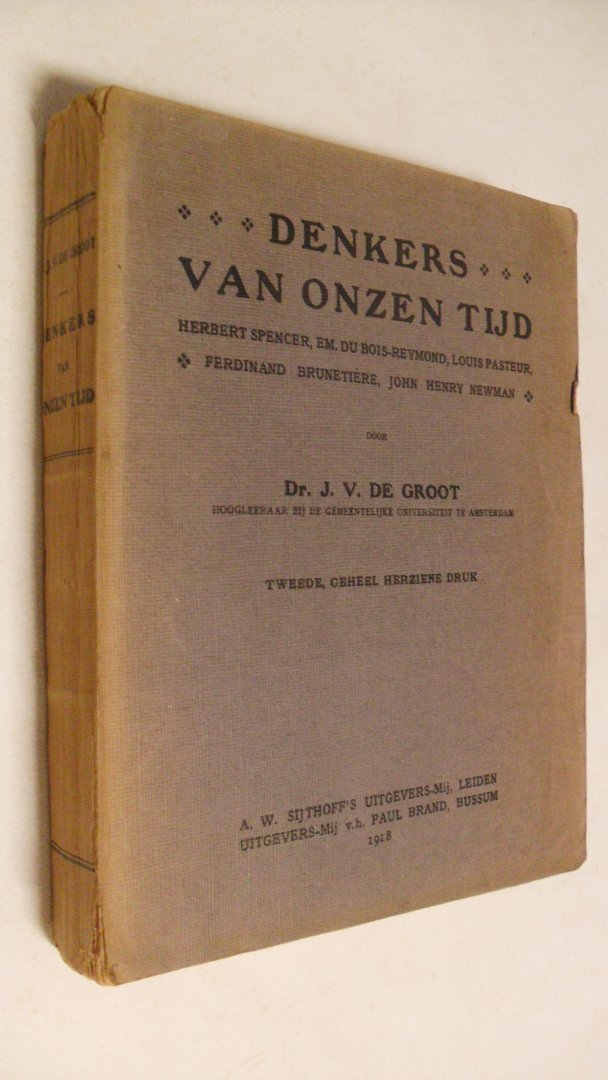 DENKERS
VAN ONZEN TIJD
HERBERT SPENCER, EM. DU BOIS-REYMOND, LOUIS PASTEUR,
FERDINAND BRUNETIÈRE, JOHN HENRY NEWMAN
DOOR
Dr. J. V. DE GROOT
HOOGLEERAAR BIJ DE GEMEENTELIJKE UNIVERSITEIT TE AMSTERDAM
TWEEDE, GEHEEL HERZIENE DRUK
A. W. SIJTHOFF'S UITGEVERS-Mij, LEIDEN
UITGEVERS-Mij v.h. PAUL BRAND, BUSSUM
1918
J. V. DE GROOT
DENKERS
VAN
ONZEN TIJD